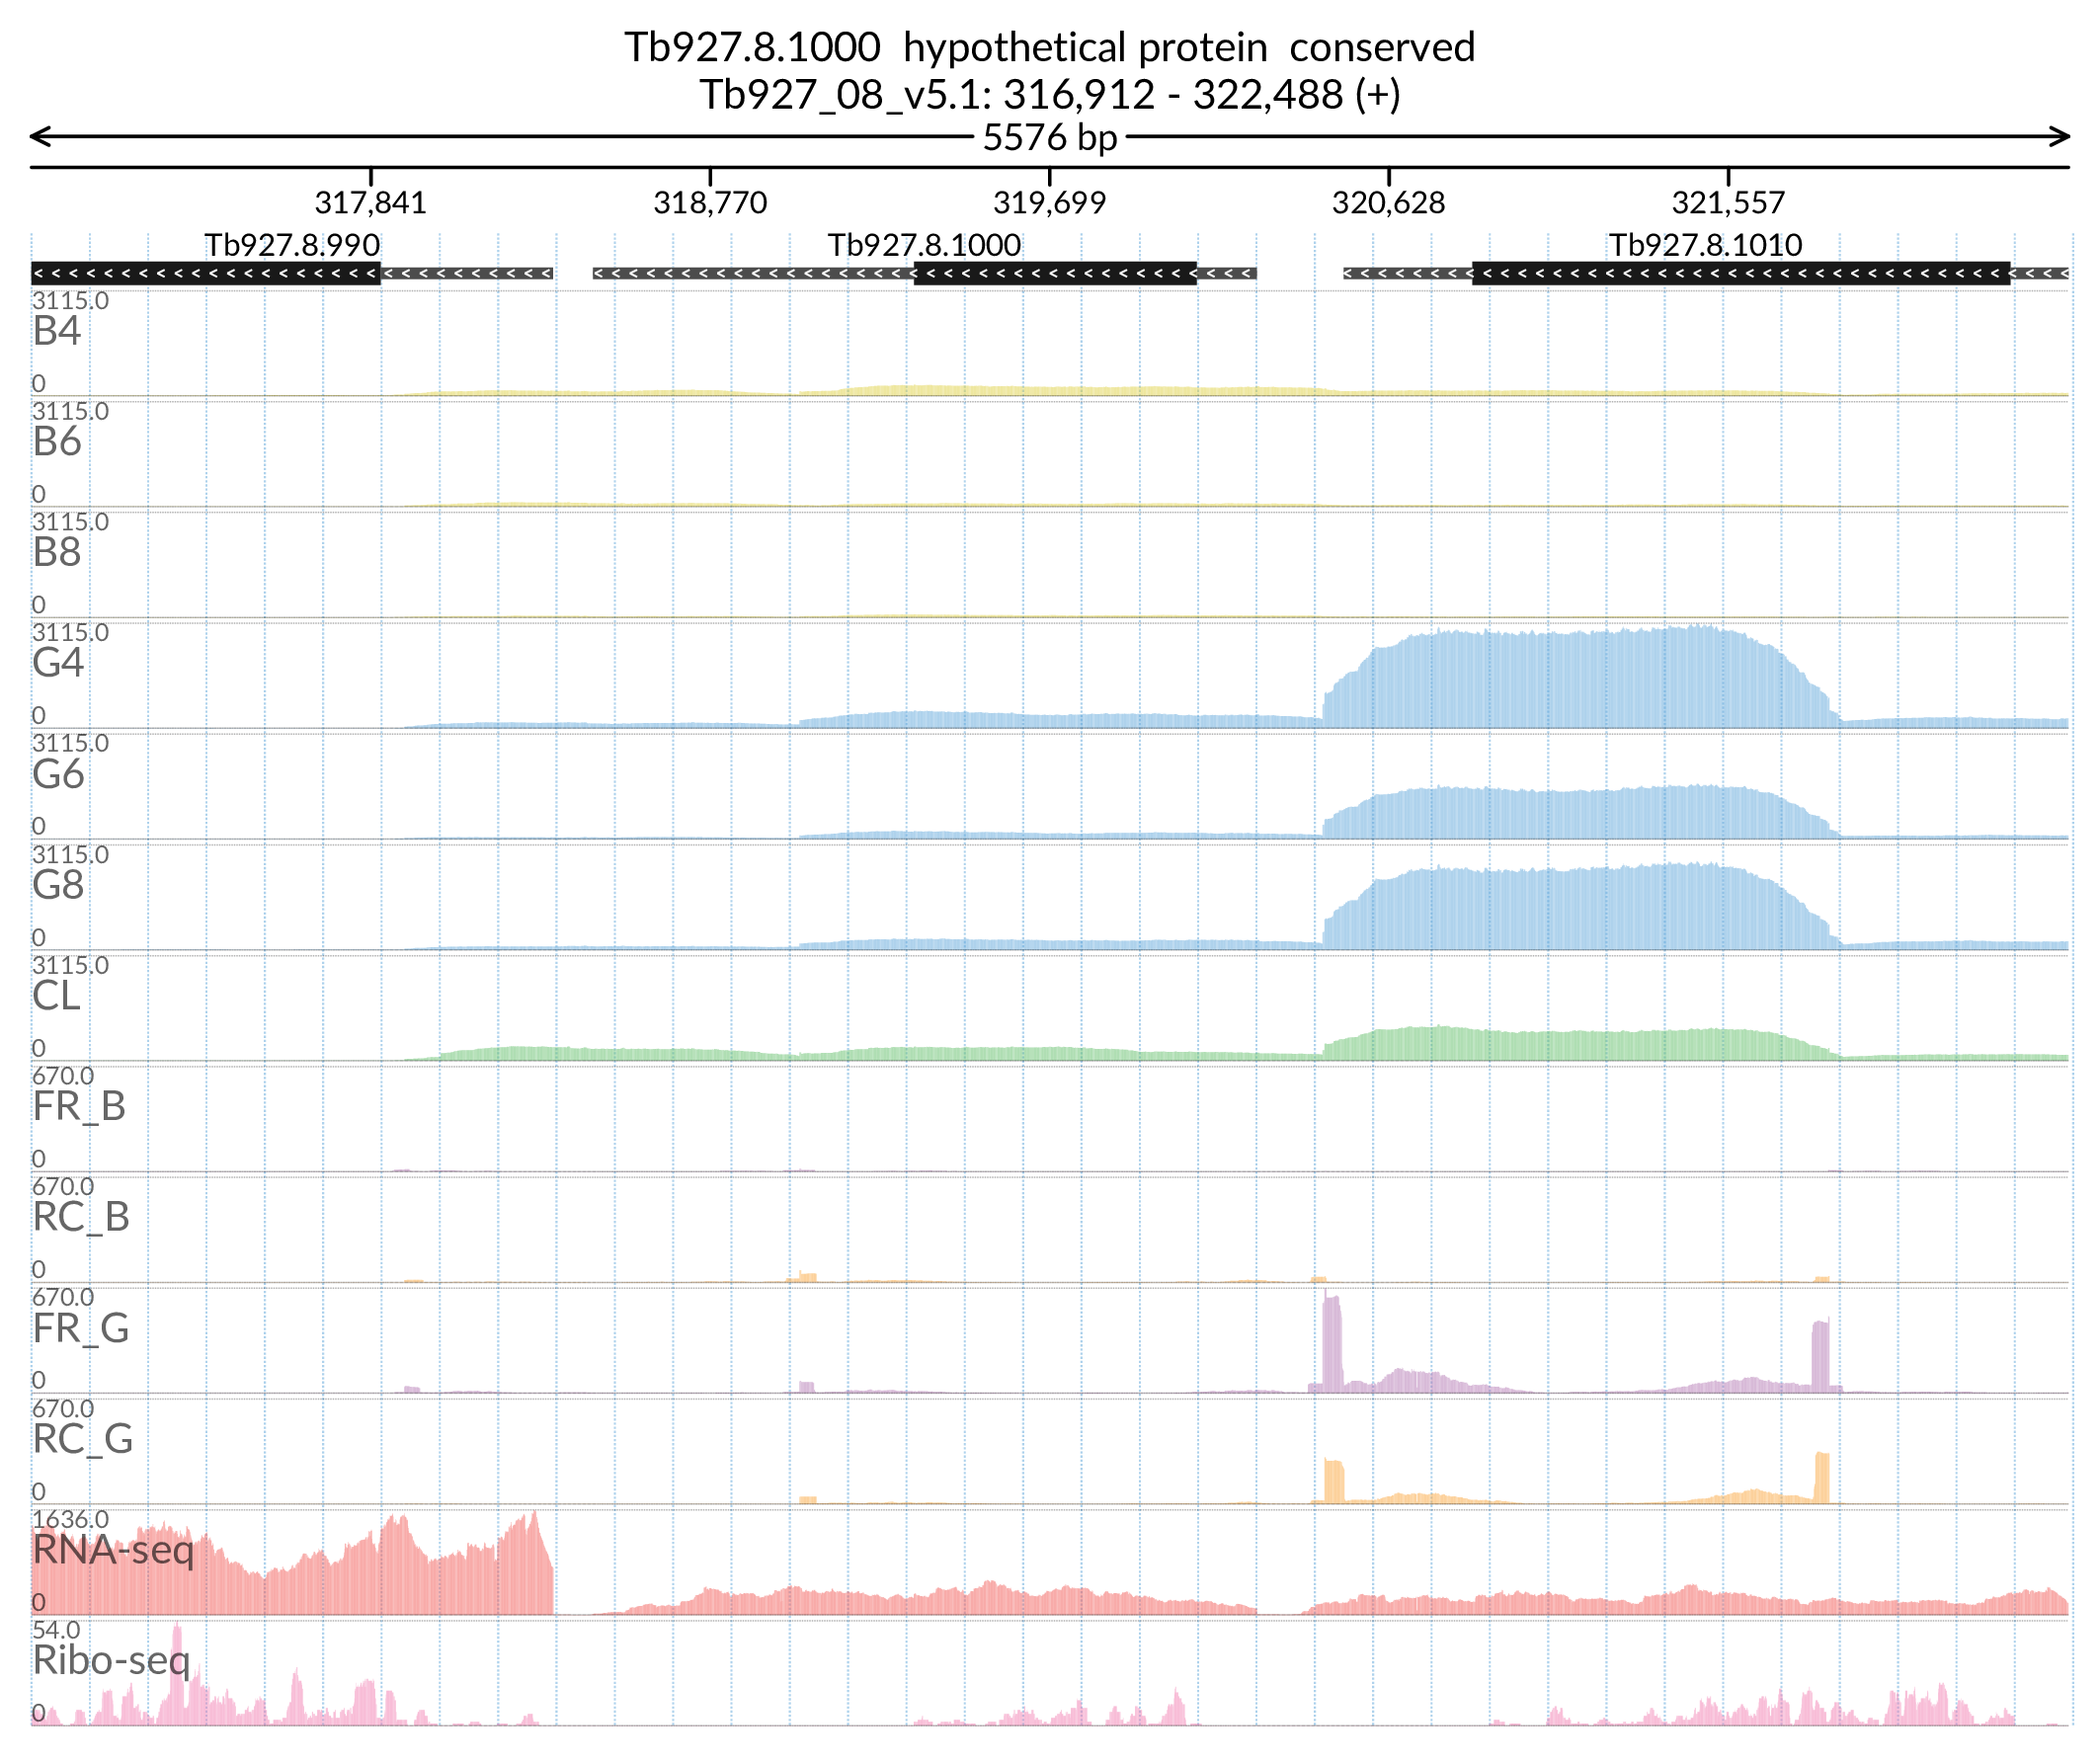 Tb927.8.1000  hypothetical protein  conserved
Tb927_08_v5.1: 316,912 - 322,488 (+)
5576 bp
317,841 318,770 319,699 320,628 321,557
Tb927.8.990 Tb927.8.1000 Tb927.8.1010
3115.0
B4
0
3115.0
B6
0
3115.0
B8
0
3115.0
G4
0
3115.0
G6
0
3115.0
G8
0
3115.0
CL
0
670.0
FR_B
0
670.0
RC_B
0
670.0
FR_G
0
670.0
RC_G
0
1636.0
RNA-seq
0
54.0
Ribo-seq
0